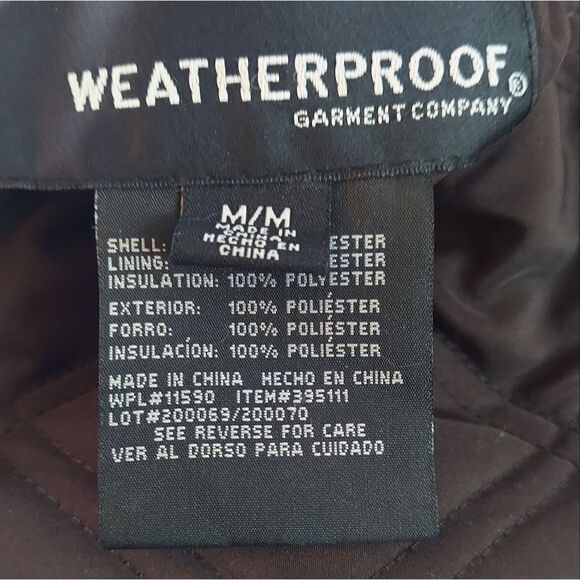 WEATHERPROOF®
GARMENT COMPANY
M/M
MADE IN
CHINA
HECHO EN
CHINA
SHELL: ESTER
LINING: ESTER
INSULATION: 100% POLYESTER
EXTERIOR: 100% POLIÉSTER
FORRO: 100% POLIÉSTER
INSULACÍON: 100% POLIÉSTER
MADE IN CHINA HECHO EN CHINA
WPL#11590 ITEM#395111
LOT#200069/200070
SEE REVERSE FOR CARE
VER AL DORSO PARA CUIDADO